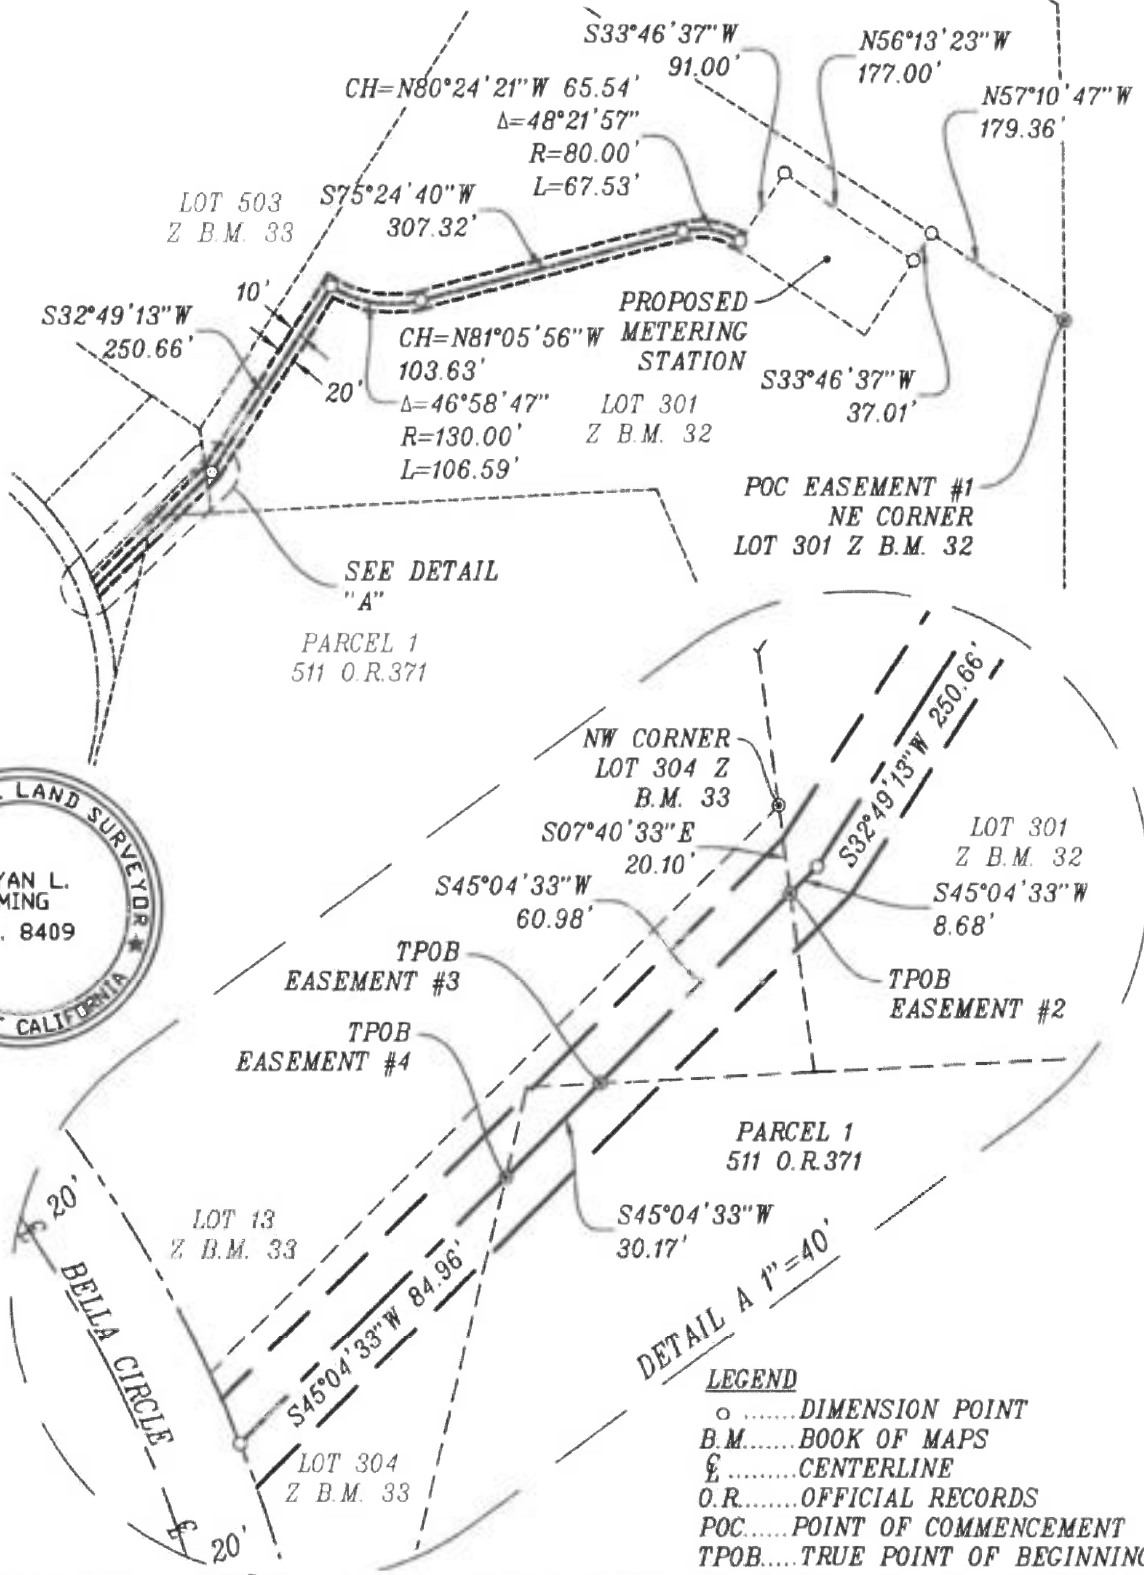 S33°46'37"W
91.00'
N56°13'23"W
177.00'
N57°10'47"W
179.36'
CH=N80°24'21"W 65.54'
Δ=48°21'57"
R=80.00'
L=67.53'
LOT 503
Z B.M. 33
S75°24'40"W
307.32'
10'
S32°49'13"W
250.66'
20'
CH=N81°05'56"W
103.63'
Δ=46°58'47"
R=130.00'
L=106.59'
PROPOSED
METERING
STATION
LOT 301
Z B.M. 32
S33°46'37"W
37.01'
POC EASEMENT #1
NE CORNER
LOT 301 Z B.M. 32
SEE DETAIL
"A"
PARCEL 1
511 O.R.371
LAND SURVEYOR
L.
8409
CALIFORNIA
NW CORNER
LOT 304 Z
B.M. 33
S07°40'33"E
20.10'
S32°49'13"W 250.66'
LOT 301
Z B.M. 32
S45°04'33"W
60.98'
S45°04'33"W
8.68'
TPOB
EASEMENT #3
TPOB
EASEMENT #2
TPOB
EASEMENT #4
PARCEL 1
511 O.R.371
S45°04'33"W
30.17'
20'
℄
LOT 13
Z B.M. 33
BELLA CIRCLE
S45°04'33"W 84.96'
DETAIL A 1"=40'
LOT 304
Z B.M. 33
℄
20'
LEGEND
o .......DIMENSION POINT
B.M.......BOOK OF MAPS
℄ .........CENTERLINE
O.R........OFFICIAL RECORDS
POC......POINT OF COMMENCEMENT
TPOB.....TRUE POINT OF BEGINNING